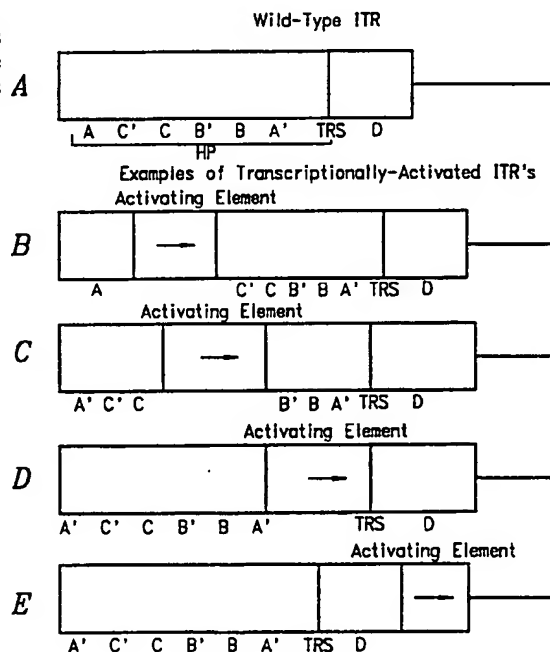 Wild-Type ITR
A
A C' C B' B A' TRS D
HP
Examples of Transcriptionally-Activated ITR's
Activating Element
B
A C' C B' B A' TRS D
Activating Element
C
A' C' C B' B A' TRS D
Activating Element
D
A' C' C B' B A' TRS D
Activating Element
E
A' C' C B' B A' TRS D